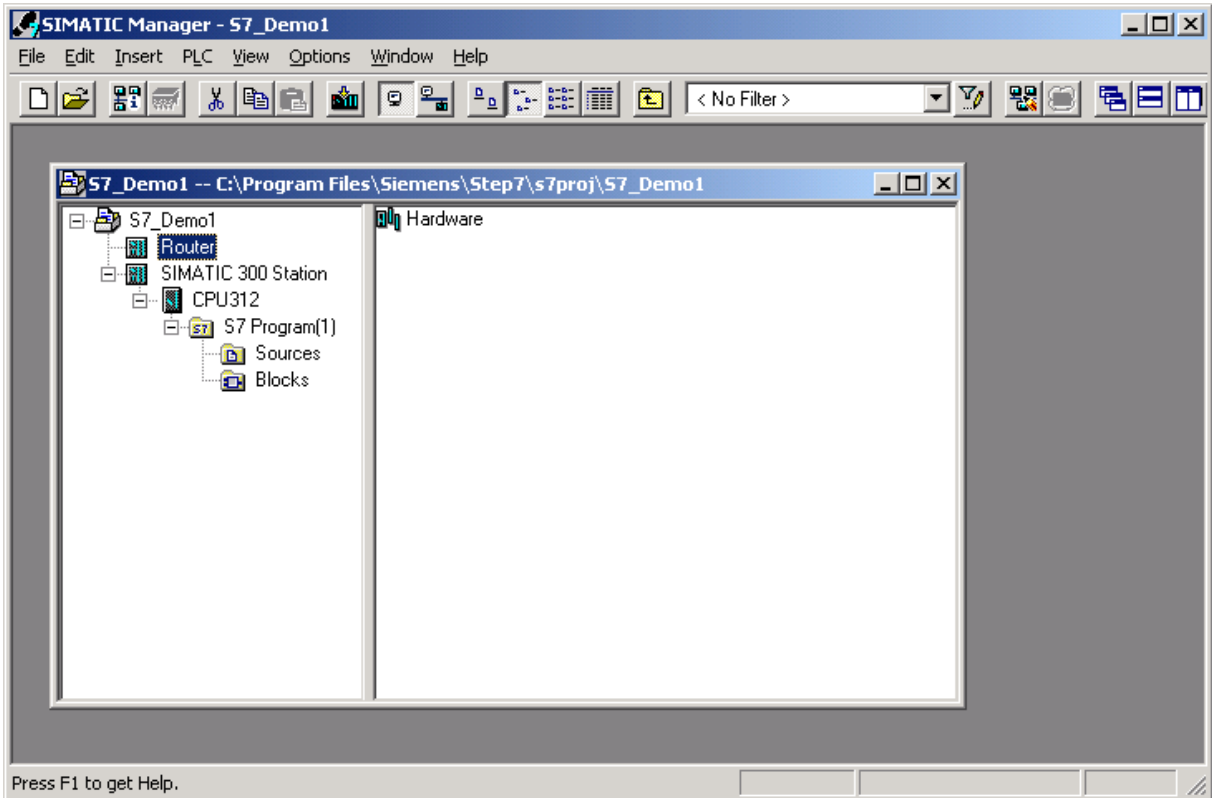 SIMATIC Manager - S7_Demo1
File Edit Insert PLC View Options Window Help
< No Filter >
S7_Demo1 -- C:\Program Files\Siemens\Step7\s7proj\S7_Demo1
S7_Demo1
Router
SIMATIC 300 Station
CPU312
S7 Program(1)
Sources
Blocks
Hardware
Press F1 to get Help.